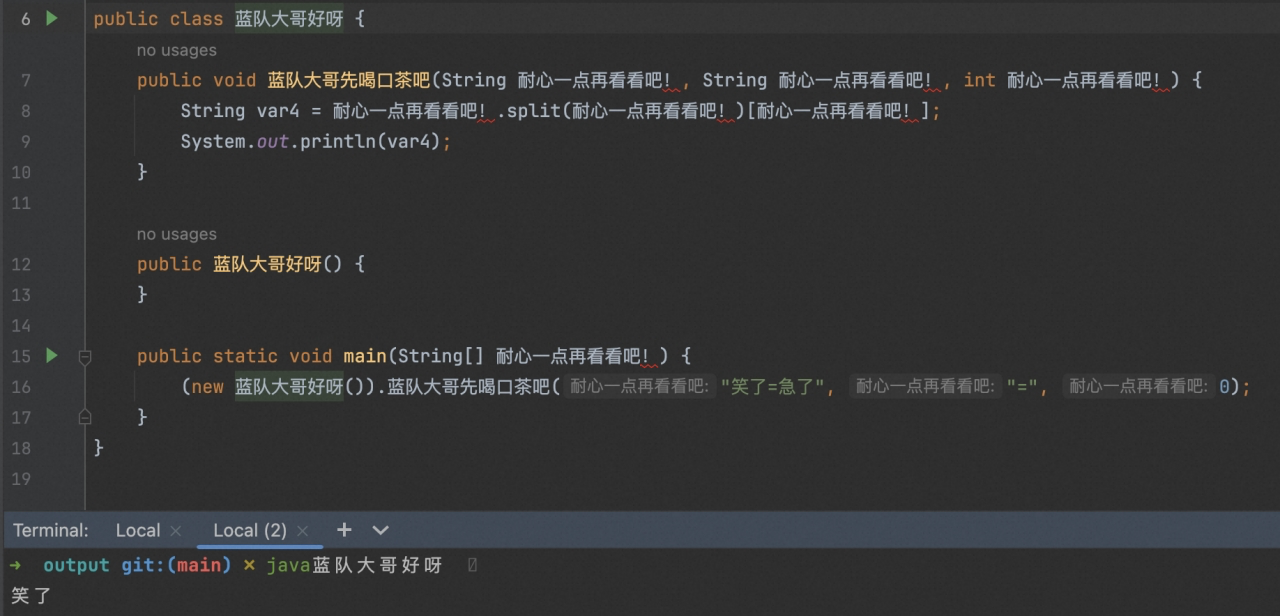 6 public class 蓝队大哥好呀 {
no usages
7 public void 蓝队大哥先喝口茶吧(String 耐心一点再看看吧！, String 耐心一点再看看吧！, int 耐心一点再看看吧！) {
8 String var4 = 耐心一点再看看吧！.split(耐心一点再看看吧！)[耐心一点再看看吧！];
9 System.out.println(var4);
10 }
11
no usages
12 public 蓝队大哥好呀() {
13 }
14
15 public static void main(String[] 耐心一点再看看吧！) {
16 (new 蓝队大哥好呀()).蓝队大哥先喝口茶吧( 耐心一点再看看吧: "笑了=急了", 耐心一点再看看吧: "=", 耐心一点再看看吧: 0);
17 }
18 }
19
Terminal: Local × Local (2) × +
→ output git:(main) × java蓝队大哥好呀
笑了